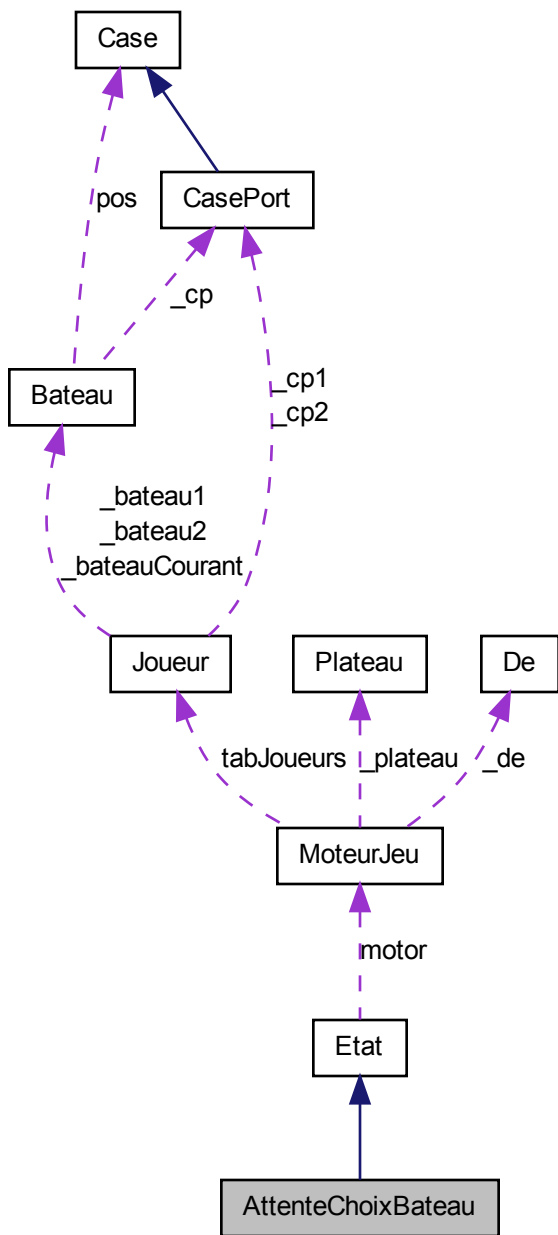 Case
pos
CasePort
_cp
_cp1
_cp2
Bateau
_bateau1
_bateau2
_bateauCourant
Joueur
Plateau
De
tabJoueurs
_plateau
_de
MoteurJeu
motor
Etat
AttenteChoixBateau